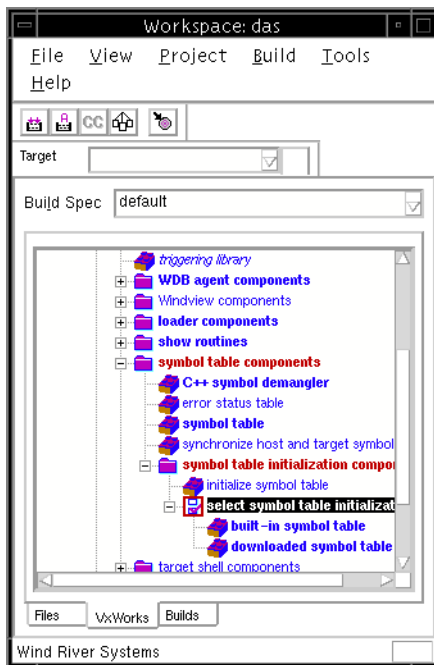 Workspace: das
File View Project Build Tools
Help
CC
Target
Build Spec default
triggering library
WDB agent components
Windview components
loader components
show routines
symbol table components
C++ symbol demangler
error status table
symbol table
synchronize host and target symbol
symbol table initialization compo
initialize symbol table
select symbol table initializat
built-in symbol table
downloaded symbol table
target shell components
Files VxWorks Builds
Wind River Systems